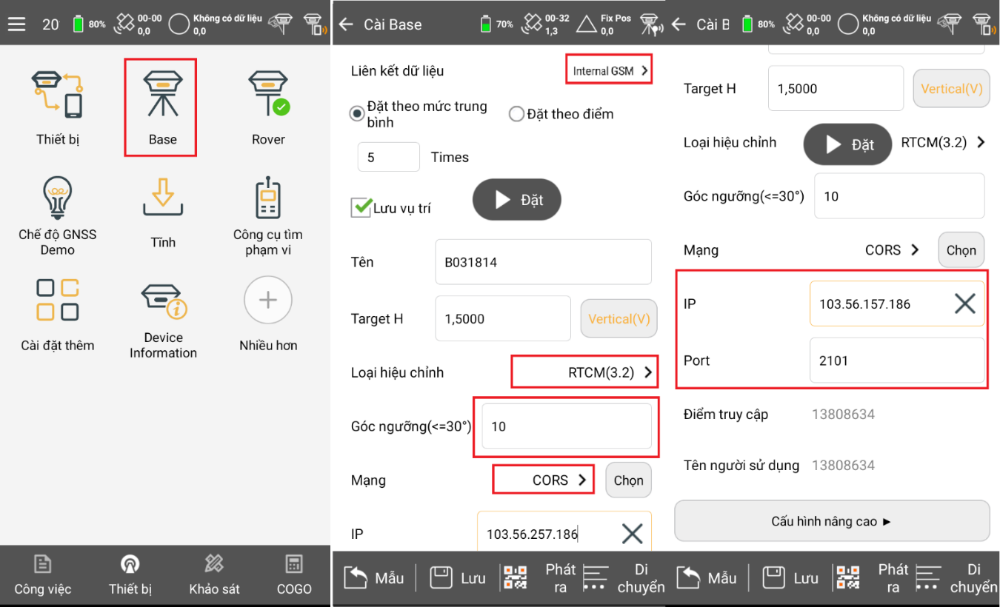 20
80%
00-00
0,0
Không có dữ liệu
0,0
Thiết bị
Base
Rover
Chế độ GNSS
Demo
Tĩnh
Công cụ tìm
phạm vi
Cài đặt thêm
Device
Information
Nhiều hơn
Công việc
Thiết bị
Khảo sát
COGO
Cài Base
70%
00-32
1,3
Fix Pos
0,0
Liên kết dữ liệu
Internal GSM
Đặt theo mức trung
bình
Đặt theo điểm
5
Times
Lưu vụ trí
Đặt
Tên
B031814
Target H
1,5000
Vertical(V)
Loại hiệu chỉnh
RTCM(3.2)
Góc ngưỡng(<=30°)
10
Mạng
CORS
Chọn
IP
103.56.257.186
Mẫu
Lưu
Phát
ra
Di
chuyển
Cài B
80%
00-00
0,0
Không có dữ liệu
0,0
Target H
1,5000
Vertical(V)
Loại hiệu chỉnh
Đặt
RTCM(3.2)
Góc ngưỡng(<=30°)
10
Mạng
CORS
Chọn
IP
103.56.157.186
Port
2101
Điểm truy cập
13808634
Tên người sử dụng
13808634
Cấu hình nâng cao ►
Mẫu
Lưu
Phát
ra
Di
chuyển